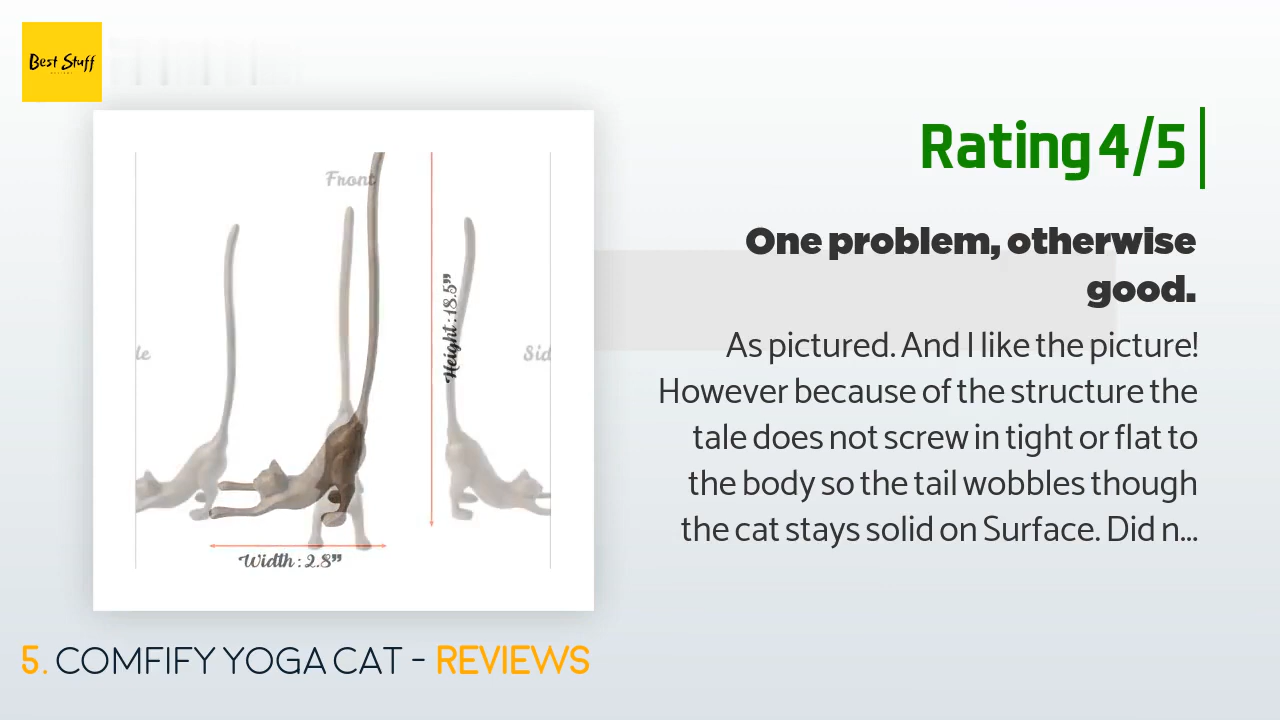 Best Stuff
Rating 4/5
One problem, otherwise
good.
As pictured. And I like the picture!
However because of the structure the
tale does not screw in tight or flat to
the body so the tail wobbles though
the cat stays solid on Surface. Did n...
Front
le
Sid
Height : 18.5”
Width : 2.8”
5. COMFIFY YOGA CAT - REVIEWS